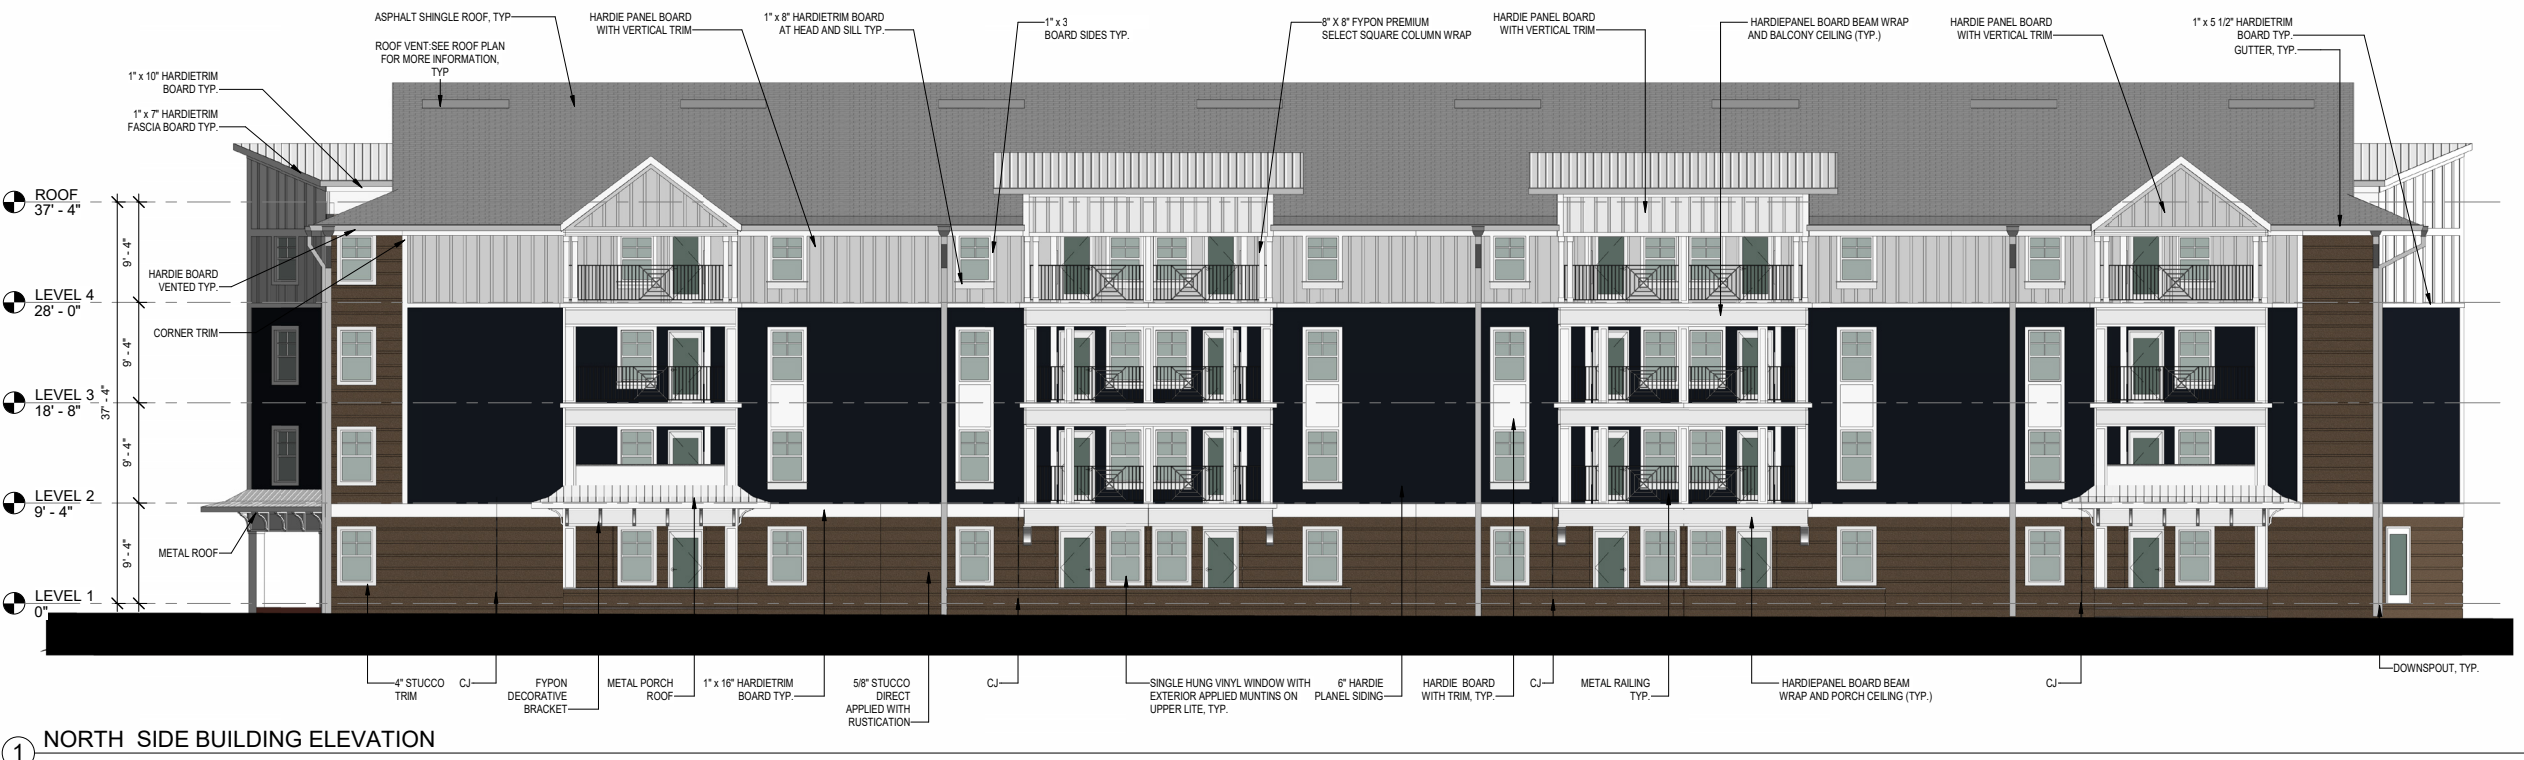 ASPHALT SHINGLE ROOF, TYP
ROOF VENT:SEE ROOF PLAN
FOR MORE INFORMATION,
TYP
HARDIE PANEL BOARD
WITH VERTICAL TRIM
1" x 8" HARDIETRIM BOARD
AT HEAD AND SILL TYP.
1" x 3
BOARD SIDES TYP.
8" X 8" FYPON PREMIUM
SELECT SQUARE COLUMN WRAP
HARDIE PANEL BOARD
WITH VERTICAL TRIM
HARDIEPANEL BOARD BEAM WRAP
AND BALCONY CEILING (TYP.)
HARDIE PANEL BOARD
WITH VERTICAL TRIM
1" x 5 1/2" HARDIETRIM
BOARD TYP.
GUTTER, TYP.
1" x 10" HARDIETRIM
BOARD TYP.
1" x 7" HARDIETRIM
FASCIA BOARD TYP.
ROOF
37' - 4"
9' - 4"
HARDIE BOARD
VENTED TYP.
LEVEL 4
28' - 0"
CORNER TRIM
9' - 4"
LEVEL 3
18' - 8"
37' - 4"
9' - 4"
LEVEL 2
9' - 4"
METAL ROOF
9' - 4"
LEVEL 1
0"
4" STUCCO
TRIM
CJ
FYPON
DECORATIVE
BRACKET
METAL PORCH
ROOF
1" x 16" HARDIETRIM
BOARD TYP.
5/8" STUCCO
DIRECT
APPLIED WITH
RUSTICATION
CJ
SINGLE HUNG VINYL WINDOW WITH
EXTERIOR APPLIED MUNTINS ON
UPPER LITE, TYP.
6" HARDIE
PLANEL SIDING
HARDIE BOARD
WITH TRIM, TYP.
CJ
METAL RAILING
TYP.
HARDIEPANEL BOARD BEAM
WRAP AND PORCH CEILING (TYP.)
CJ
DOWNSPOUT, TYP.
1
NORTH SIDE BUILDING ELEVATION